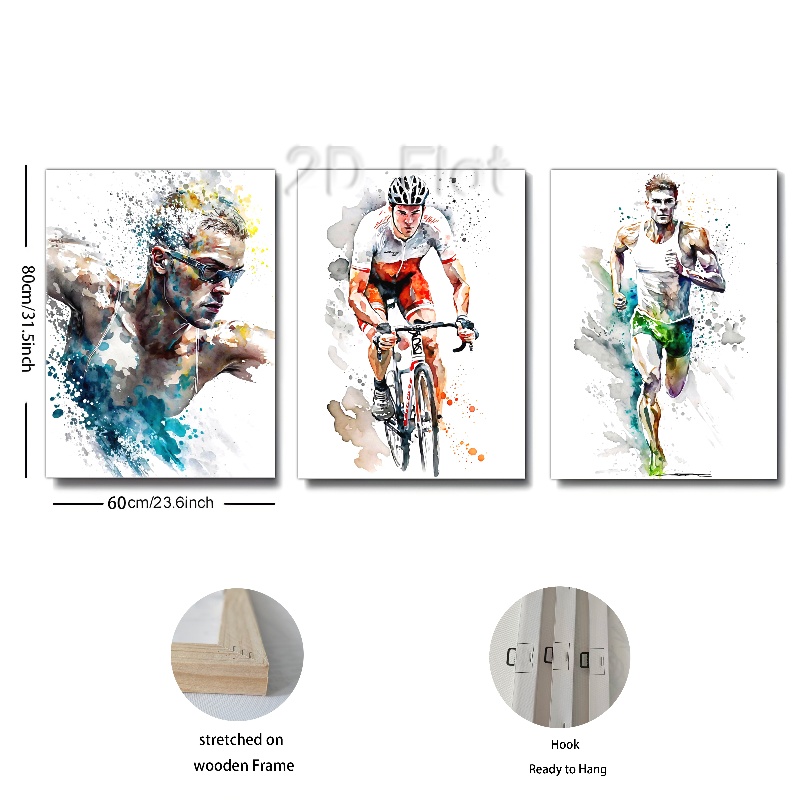 2D Flat
80cm/31.5inch
60cm/23.6inch
stretched on
wooden Frame
Hook
Ready to Hang